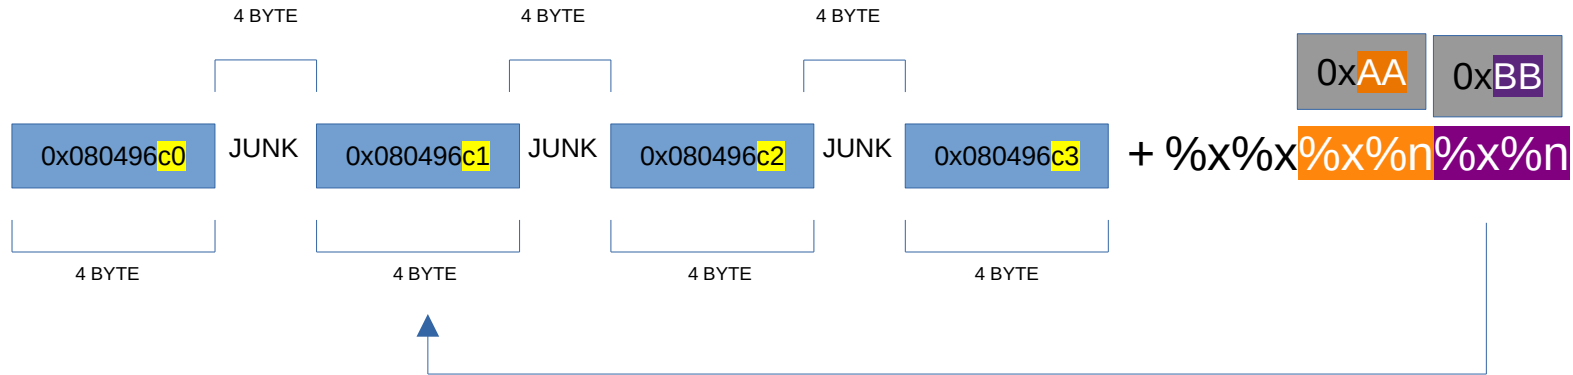 4 BYTE 4 BYTE 4 BYTE
0xAA 0xBB
0x080496c0 JUNK 0x080496c1 JUNK 0x080496c2 JUNK 0x080496c3 + %x%x%x%n%x%n
4 BYTE 4 BYTE 4 BYTE 4 BYTE